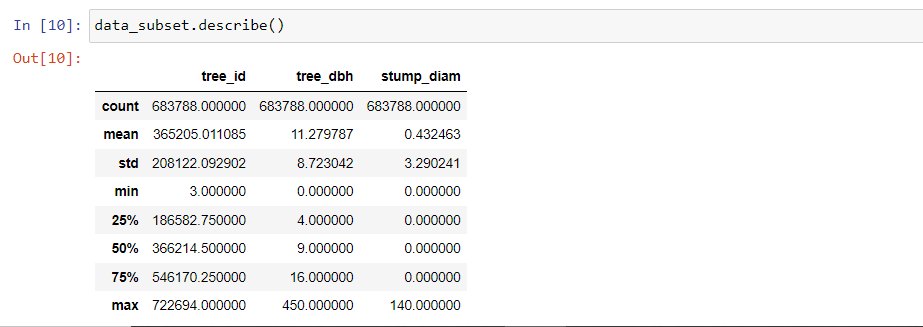 In [10]: data_subset.describe()
Out[10]:
tree_id tree_dbh stump_diam
count 683788.000000 683788.000000 683788.000000
mean 365205.011085 11.279787 0.432463
std 208122.092902 8.723042 3.290241
min 3.000000 0.000000 0.000000
25% 186582.750000 4.000000 0.000000
50% 366214.500000 9.000000 0.000000
75% 546170.250000 16.000000 0.000000
max 722694.000000 450.000000 140.000000